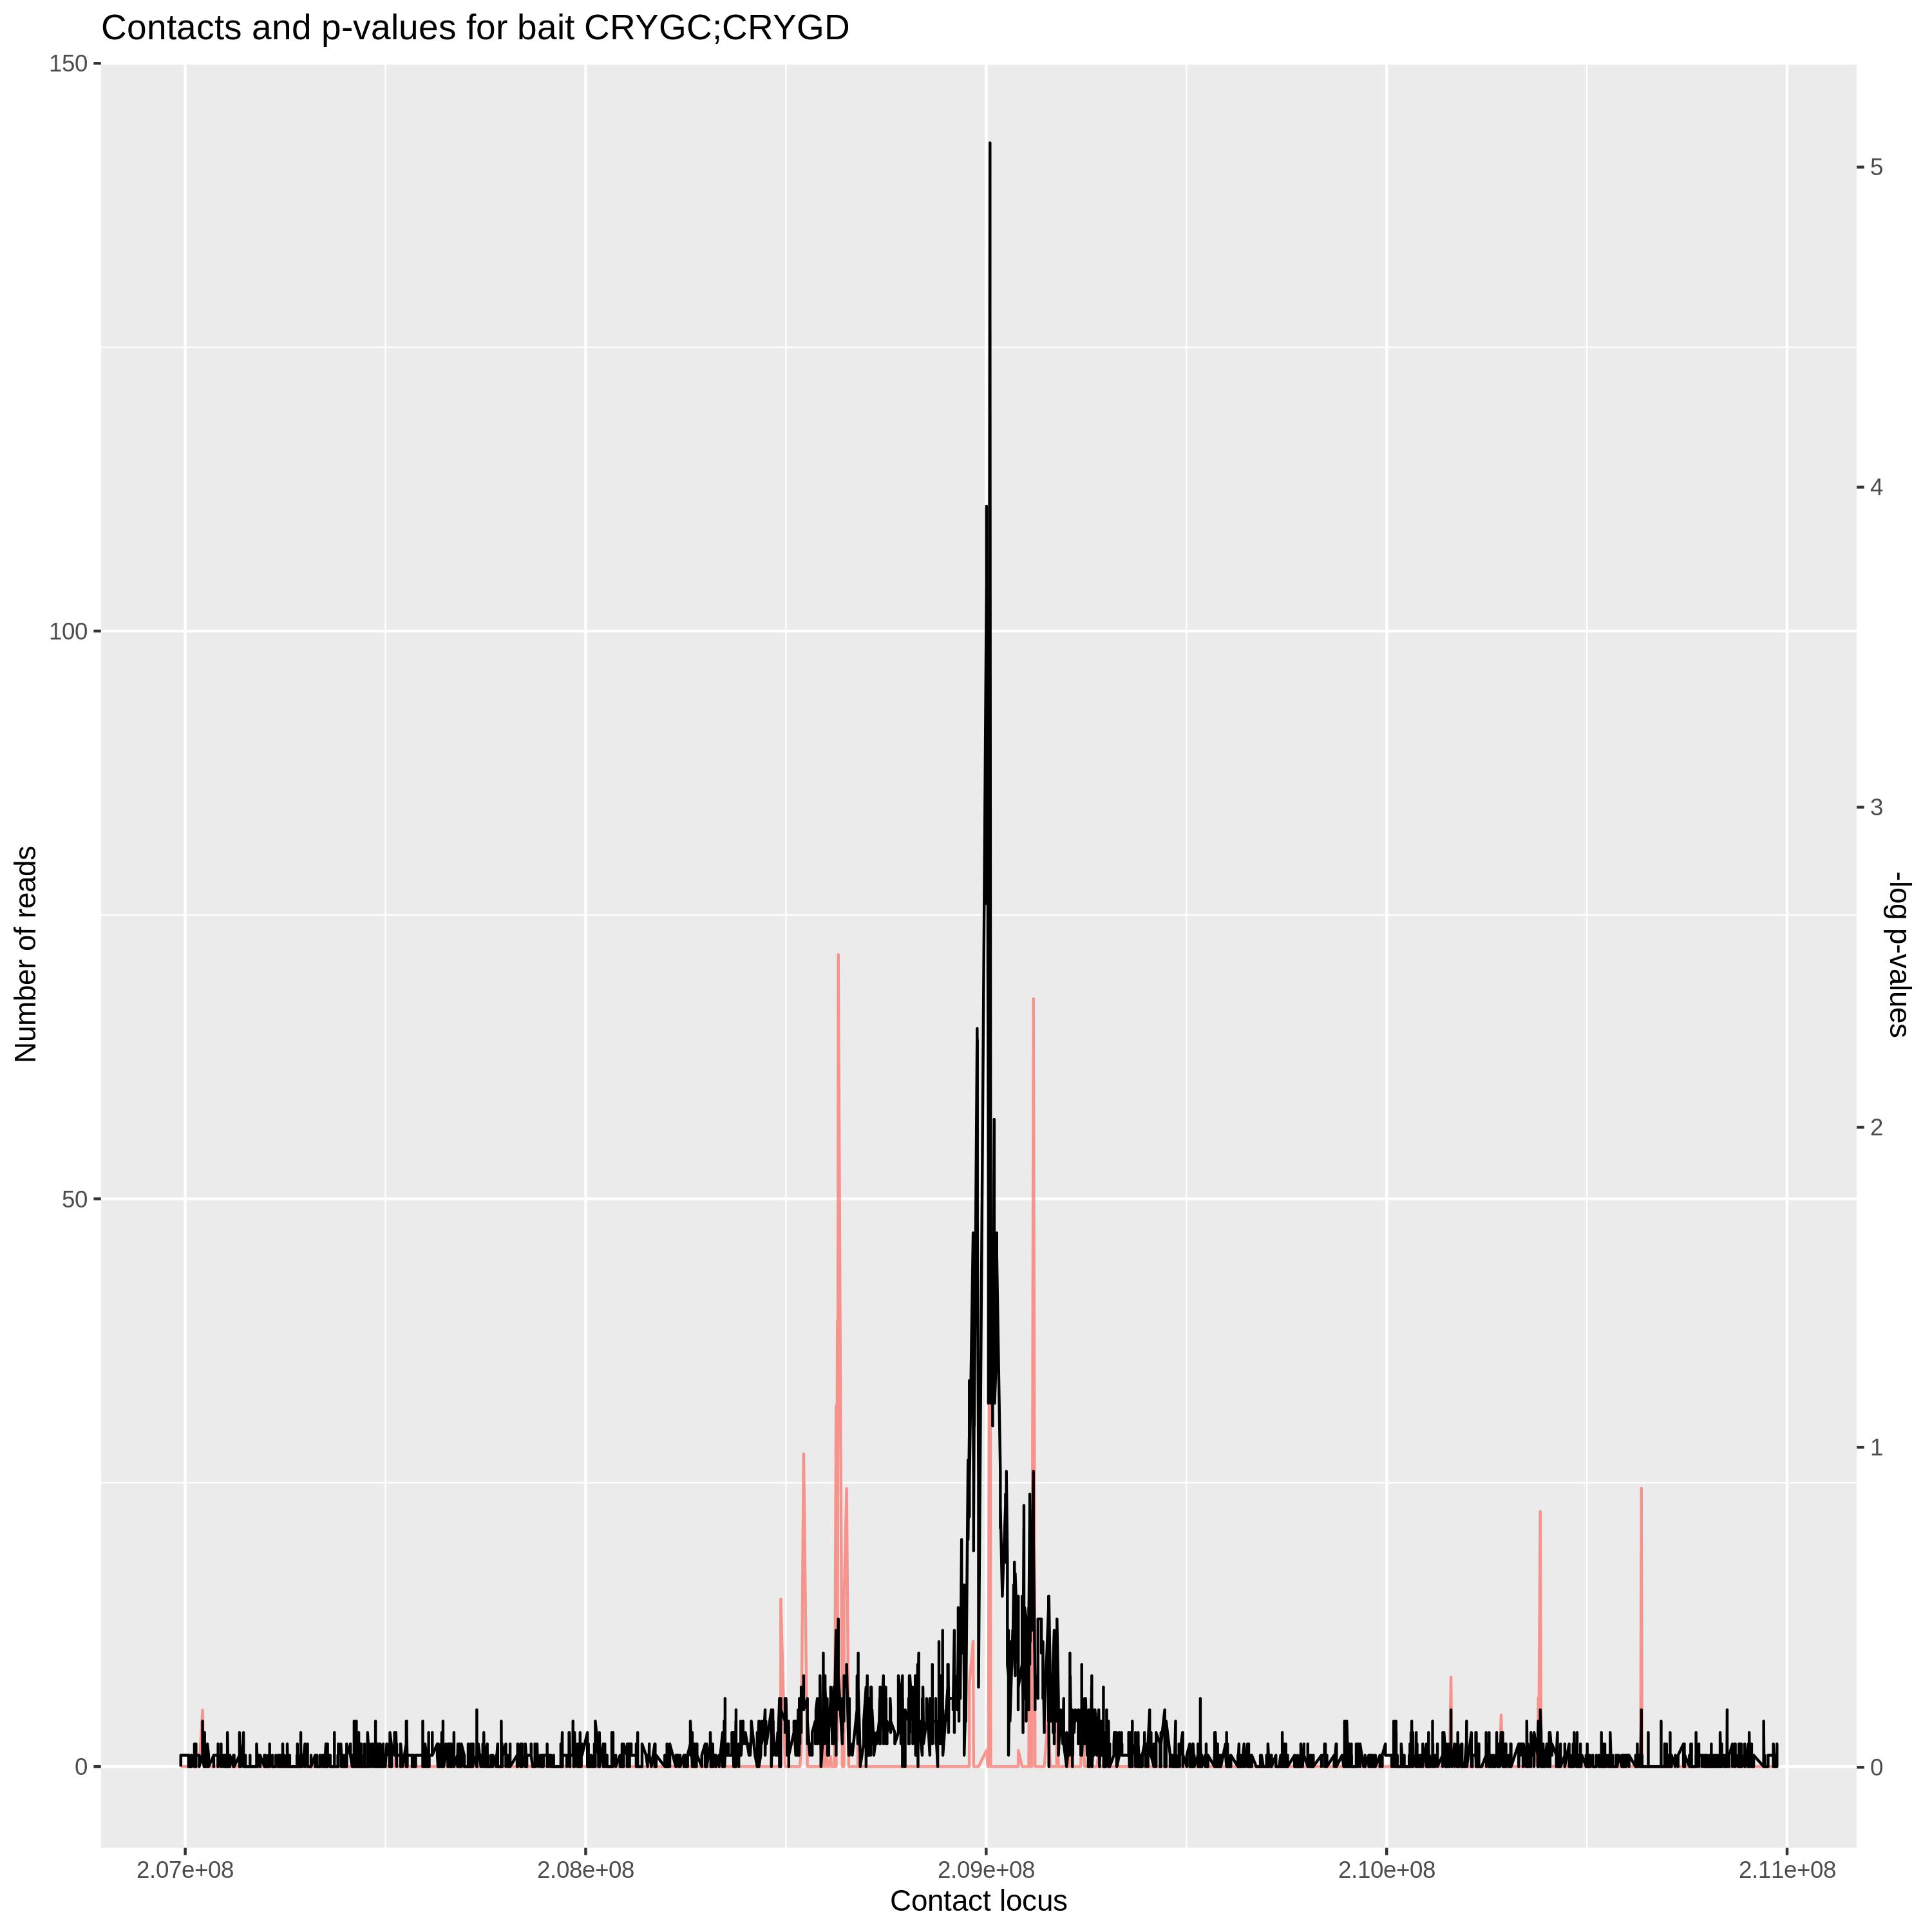 Contacts and p-values for bait CRYGC;CRYGD
150
100
50
0
Number of reads
5
4
3
2
1
0
-log p-values
2.07e+08
2.08e+08
2.09e+08
2.10e+08
2.11e+08
Contact locus